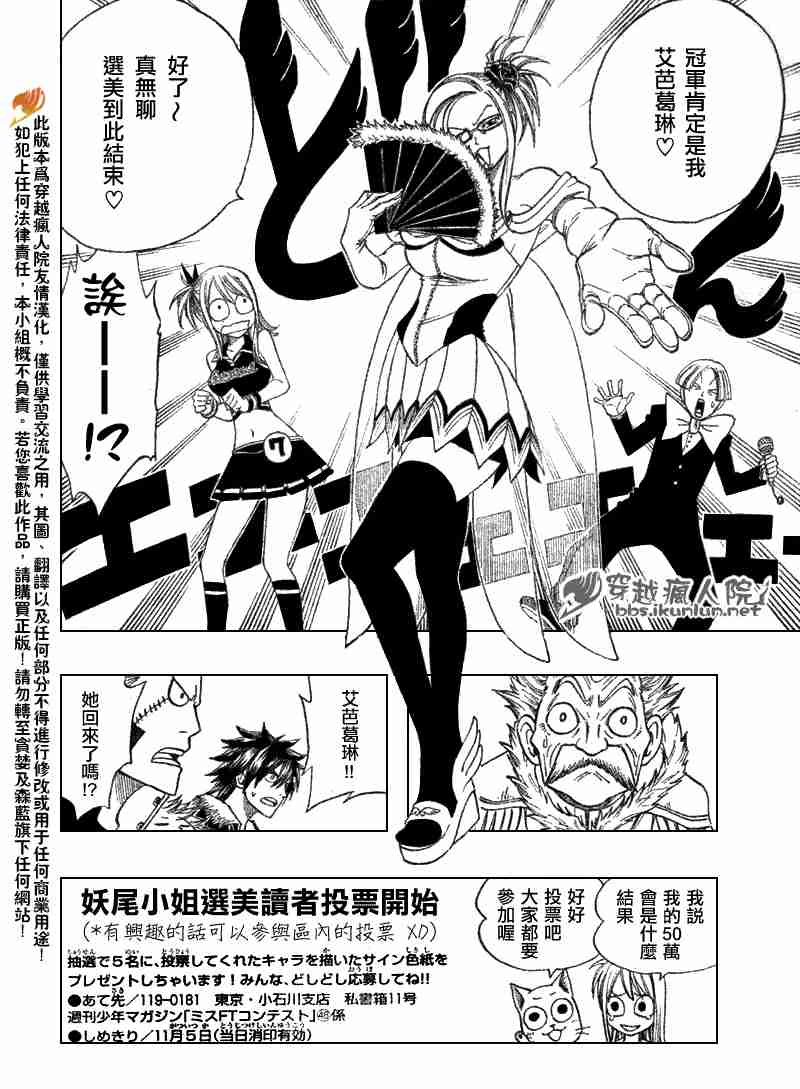 冠軍肯定是我
艾芭葛琳♡
好了～
真無聊
選美到此結束♡
誒——!?
穿越瘋人院
bbs.ikunlun.net
艾芭葛琳!!
她回來了嗎!?
我說
我的50萬
會是什麼
結果
好好
投票吧
大家都要
參加喔
妖尾小姐選美讀者投票開始
(*有興趣的話可以參與區內的投票 XD)
抽選で5名に、投票してくれたキャラを描いたサイン色紙を
プレゼントしちゃいます!みんな、どしどし応募してね!!
●あて先／119-0181 東京・小石川支店 私書箱11号
週刊少年マガジン「ミスFTコンテスト」係
●しめきり／11月5日(当日消印有効)
此版本爲穿越瘋人院友情漢化，僅供學習交流之用，其圖、翻譯以及任何部分不得進行修改或用于任何商業用途！
如犯上任何法律責任，本小組概不負責。若您喜歡此作品，請購買正版！請勿轉至貪婪及森藍旗下任何網站！